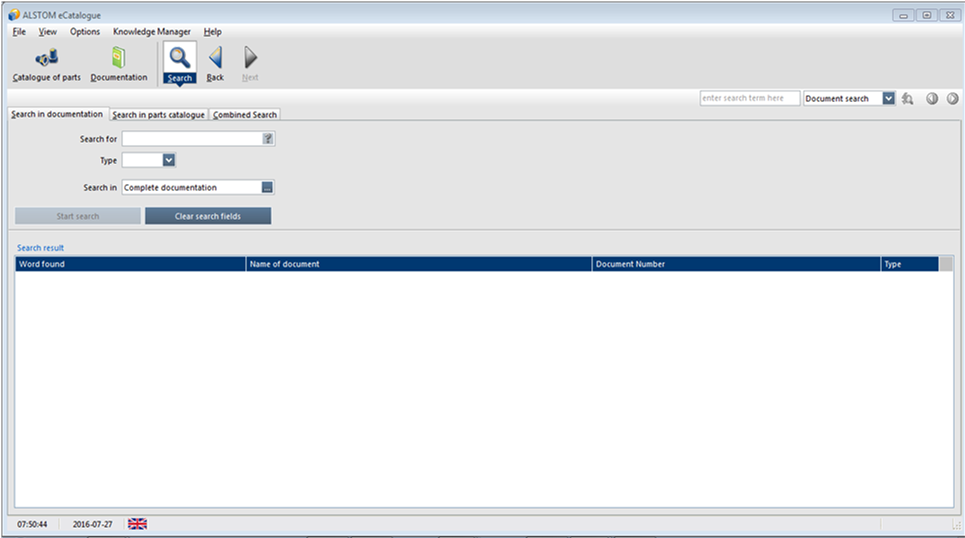 ALSTOM eCatalogue
File View Options Knowledge Manager Help
Catalogue of parts Documentation Search Back Next
enter search term here Document search
Search in documentation Search in parts catalogue Combined Search
Search for ?
Type
Search in Complete documentation ...
Start search Clear search fields
Search result
Word found Name of document Document Number Type
07:50:44 2016-07-27